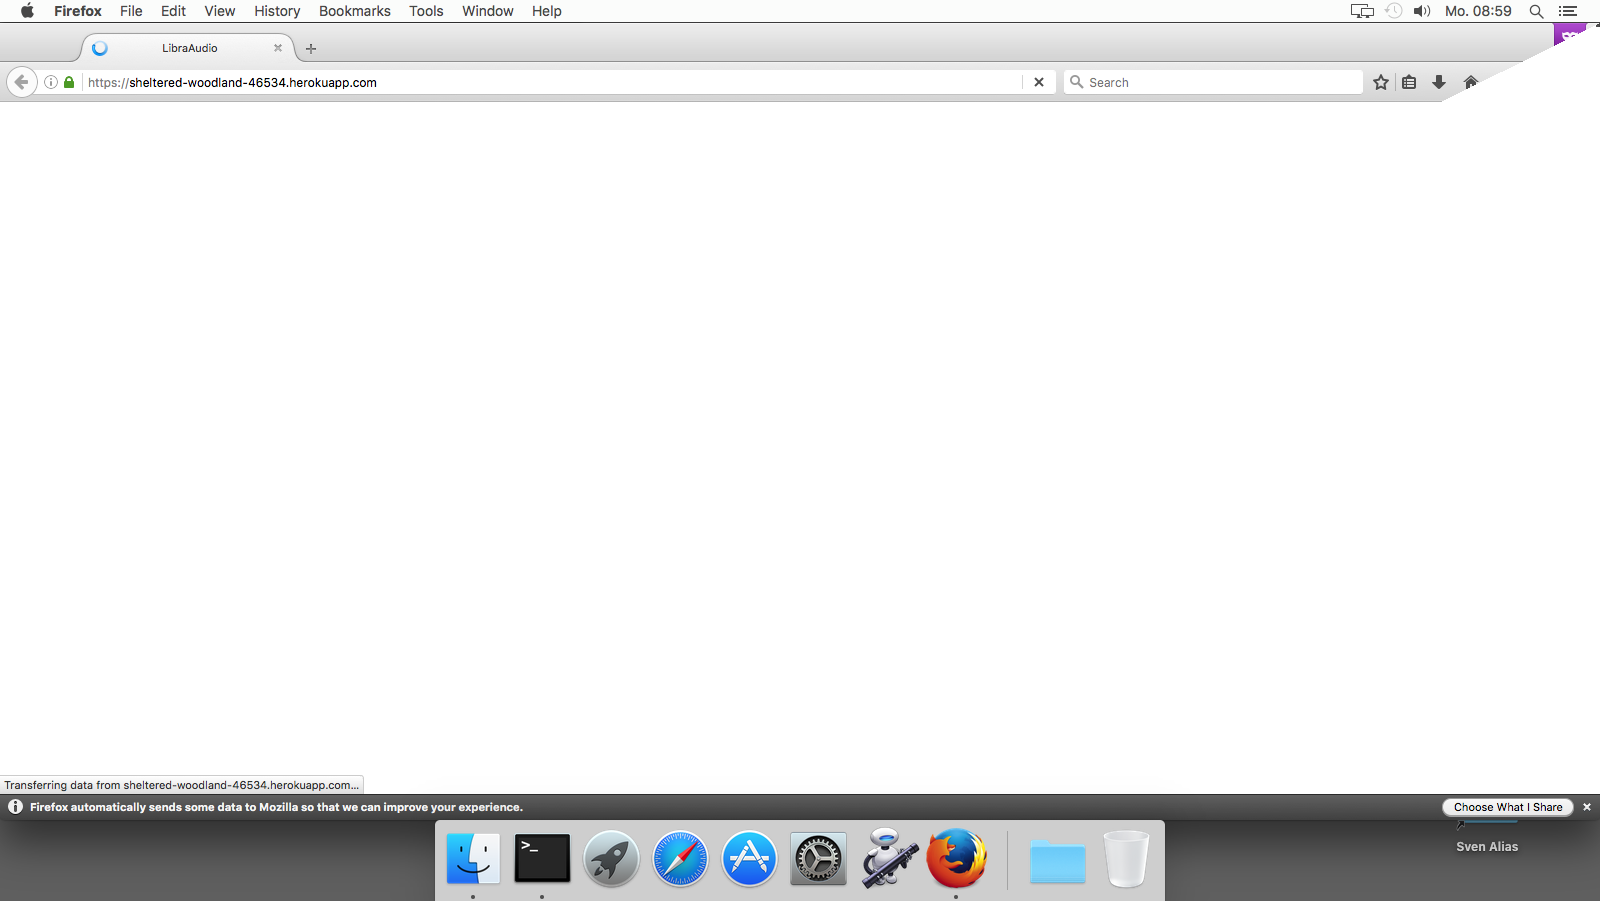 Firefox File Edit View History Bookmarks Tools Window Help Mo. 08:59
LibraAudio
https://sheltered-woodland-46534.herokuapp.com Search
Transferring data from sheltered-woodland-46534.herokuapp.com...
Firefox automatically sends some data to Mozilla so that we can improve your experience. Choose What I Share
>_
Sven Alias